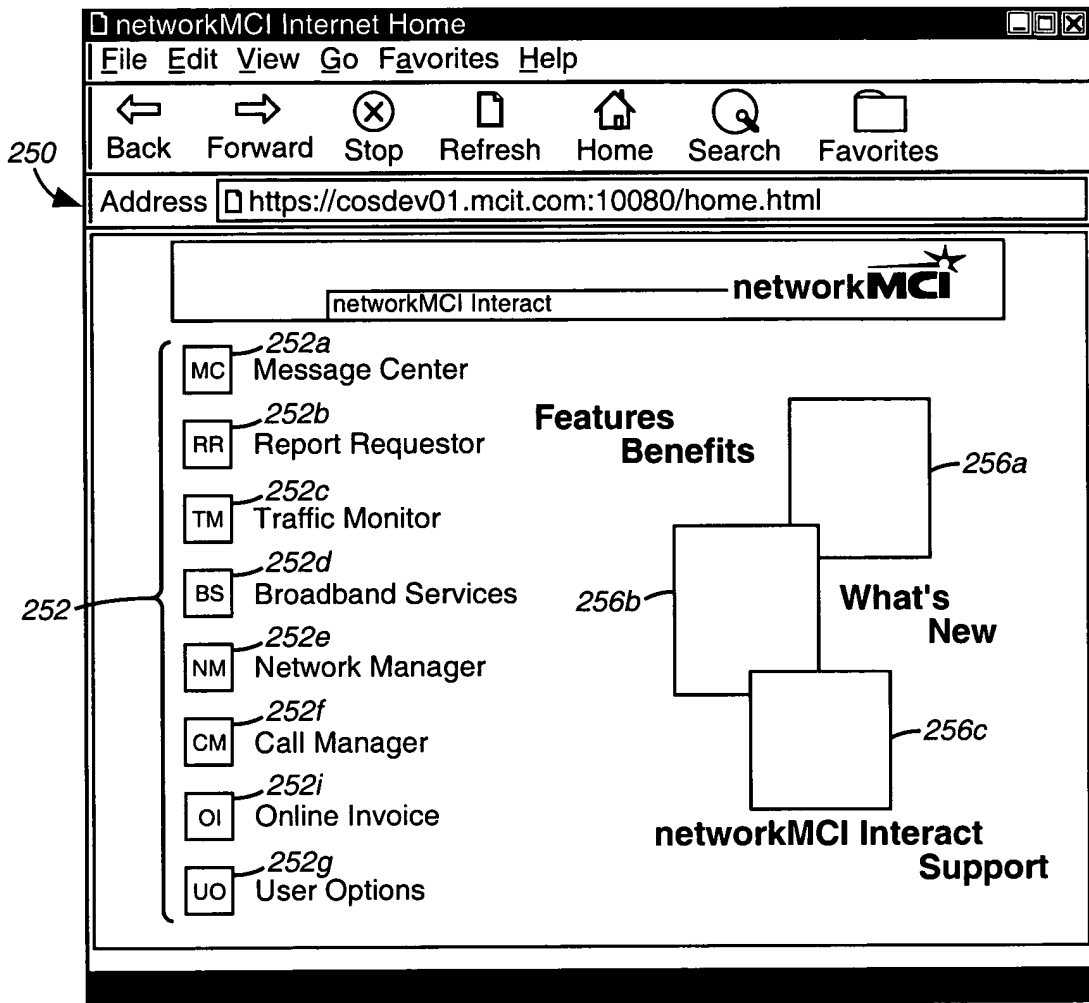 networkMCI Internet Home
File Edit View Go Favorites Help
Back Forward Stop Refresh Home Search Favorites
250
Address https://cosdev01.mcit.com:10080/home.html
networkMCI
networkMCI Interact
252
252a
MC Message Center
252b
RR Report Requestor
252c
TM Traffic Monitor
252d
BS Broadband Services
252e
NM Network Manager
252f
CM Call Manager
252i
OI Online Invoice
252g
UO User Options
Features
Benefits
256a
256b
What's
New
256c
networkMCI Interact
Support